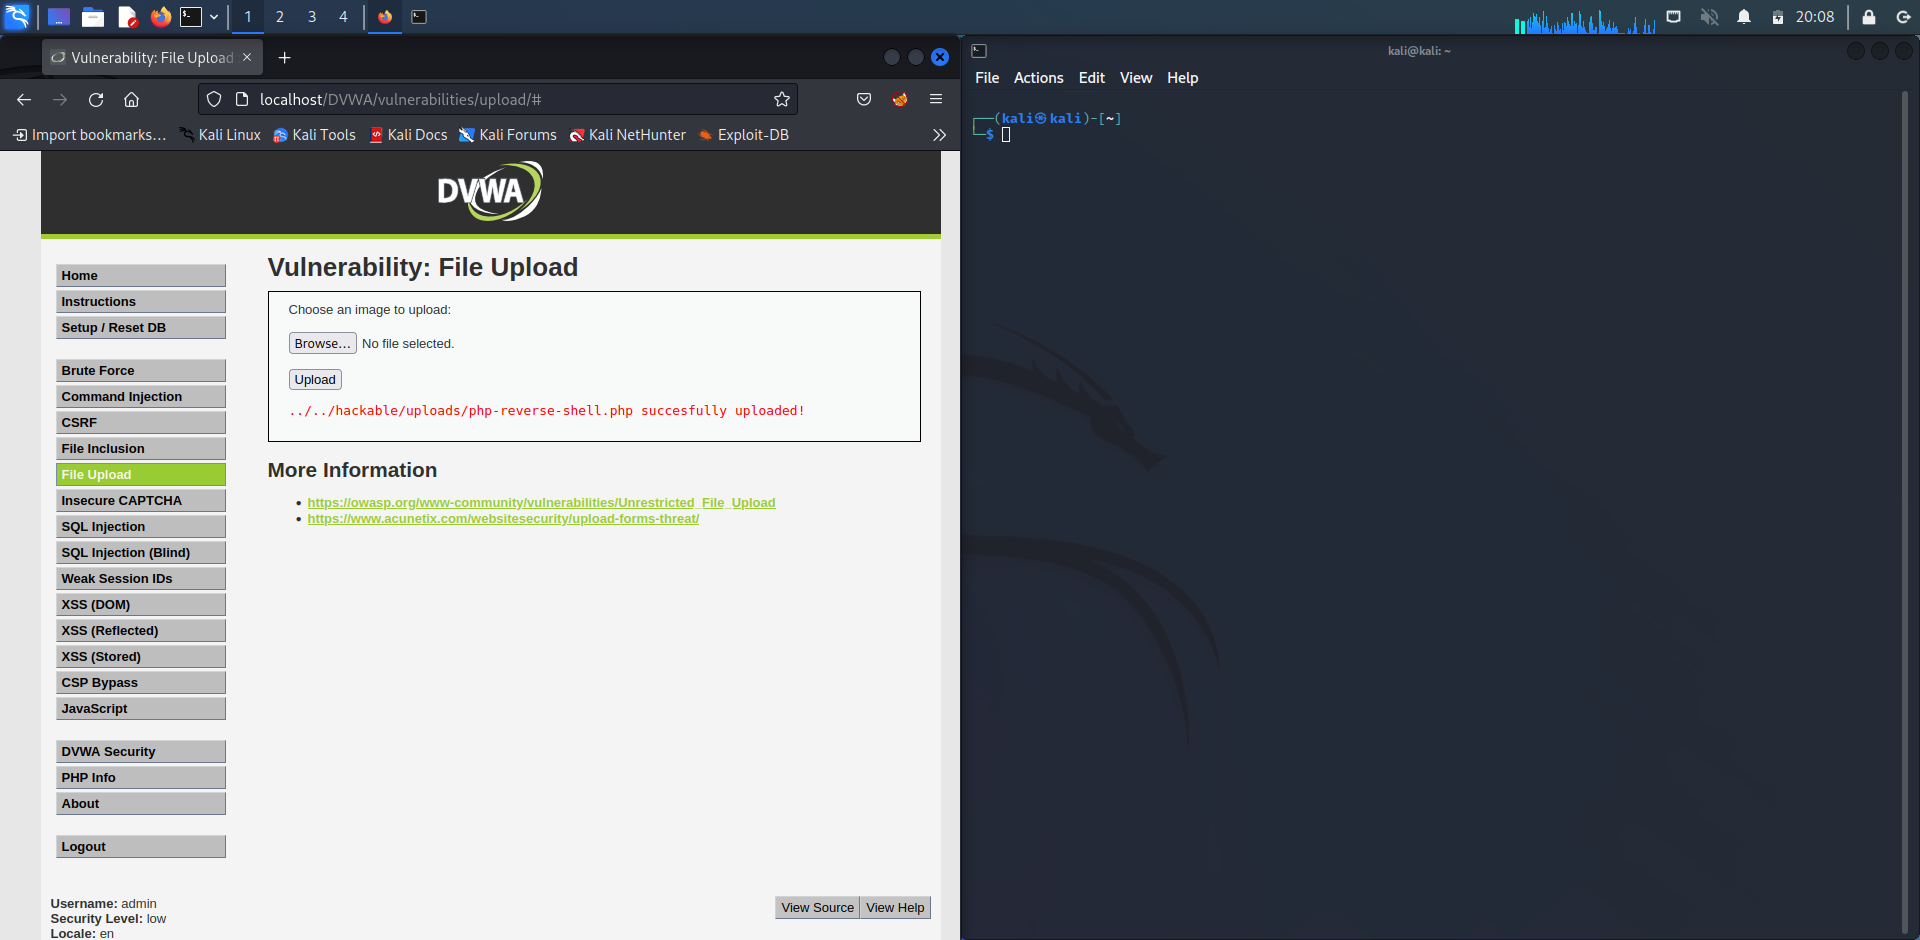 1 2 3 4
20:08
Vulnerability: File Upload
localhost/DVWA/vulnerabilities/upload/#
Import bookmarks...
Kali Linux
Kali Tools
Kali Docs
Kali Forums
Kali NetHunter
Exploit-DB
DVWA
Home
Instructions
Setup / Reset DB
Brute Force
Command Injection
CSRF
File Inclusion
File Upload
Insecure CAPTCHA
SQL Injection
SQL Injection (Blind)
Weak Session IDs
XSS (DOM)
XSS (Reflected)
XSS (Stored)
CSP Bypass
JavaScript
DVWA Security
PHP Info
About
Logout
Vulnerability: File Upload
Choose an image to upload:
Browse... No file selected.
Upload
../../hackable/uploads/php-reverse-shell.php succesfully uploaded!
More Information
https://owasp.org/www-community/vulnerabilities/Unrestricted_File_Upload
https://www.acunetix.com/websitesecurity/upload-forms-threat/
Username: admin
Security Level: low
Locale: en
View Source View Help
kali@kali: ~
File Actions Edit View Help
┌──(kali㉿kali)-[~]
└─$